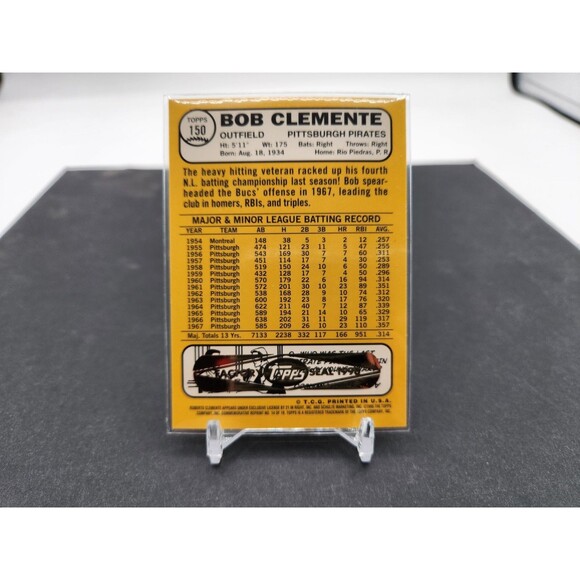 TOPPS
150
BOB CLEMENTE
OUTFIELD PITTSBURGH PIRATES
Ht: 5'11" Wt: 175 Bats: Right Throws: Right
Born: Aug. 18, 1934 Home: Rio Piedras, P. R
The heavy hitting veteran racked up his fourth
N.L. batting championship last season! Bob spear-
headed the Bucs' offense in 1967, leading the
club in homers, RBIs, and triples.
MAJOR & MINOR LEAGUE BATTING RECORD
YEAR TEAM AB H 2B 3B HR RBI AVG.
1954 Montreal 148 38 5 3 2 12 .257
1955 Pittsburgh 474 121 23 11 5 47 .255
1956 Pittsburgh 543 169 30 7 7 60 .311
1957 Pittsburgh 451 114 17 7 4 30 .253
1958 Pittsburgh 519 150 24 10 6 50 .289
1959 Pittsburgh 432 128 17 7 4 50 .296
1960 Pittsburgh 570 179 22 6 16 94 .314
1961 Pittsburgh 572 201 30 10 23 89 .351
1962 Pittsburgh 538 168 28 9 10 74 .312
1963 Pittsburgh 600 192 23 8 17 76 .320
1964 Pittsburgh 622 211 40 7 12 87 .339
1965 Pittsburgh 589 194 21 14 10 65 .329
1966 Pittsburgh 638 202 31 11 29 119 .317
1967 Pittsburgh 585 209 26 10 23 110 .357
Maj. Totals 13 Yrs. 7133 2238 332 117 166 951 .314
WHO WAS THE LAST
Topps SEAL
© T.C.G. PRINTED IN U.S.A.